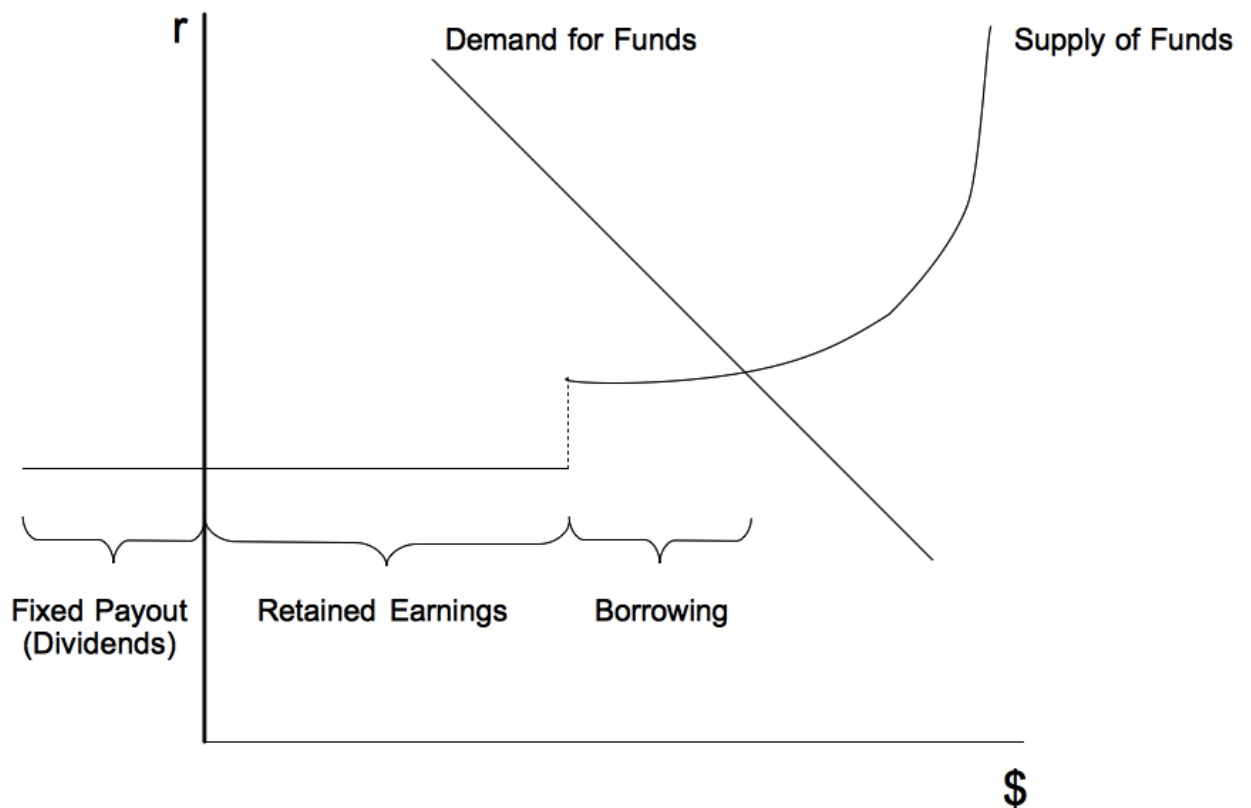 r
Demand for Funds
Supply of Funds
Fixed Payout
(Dividends)
Retained Earnings
Borrowing
$